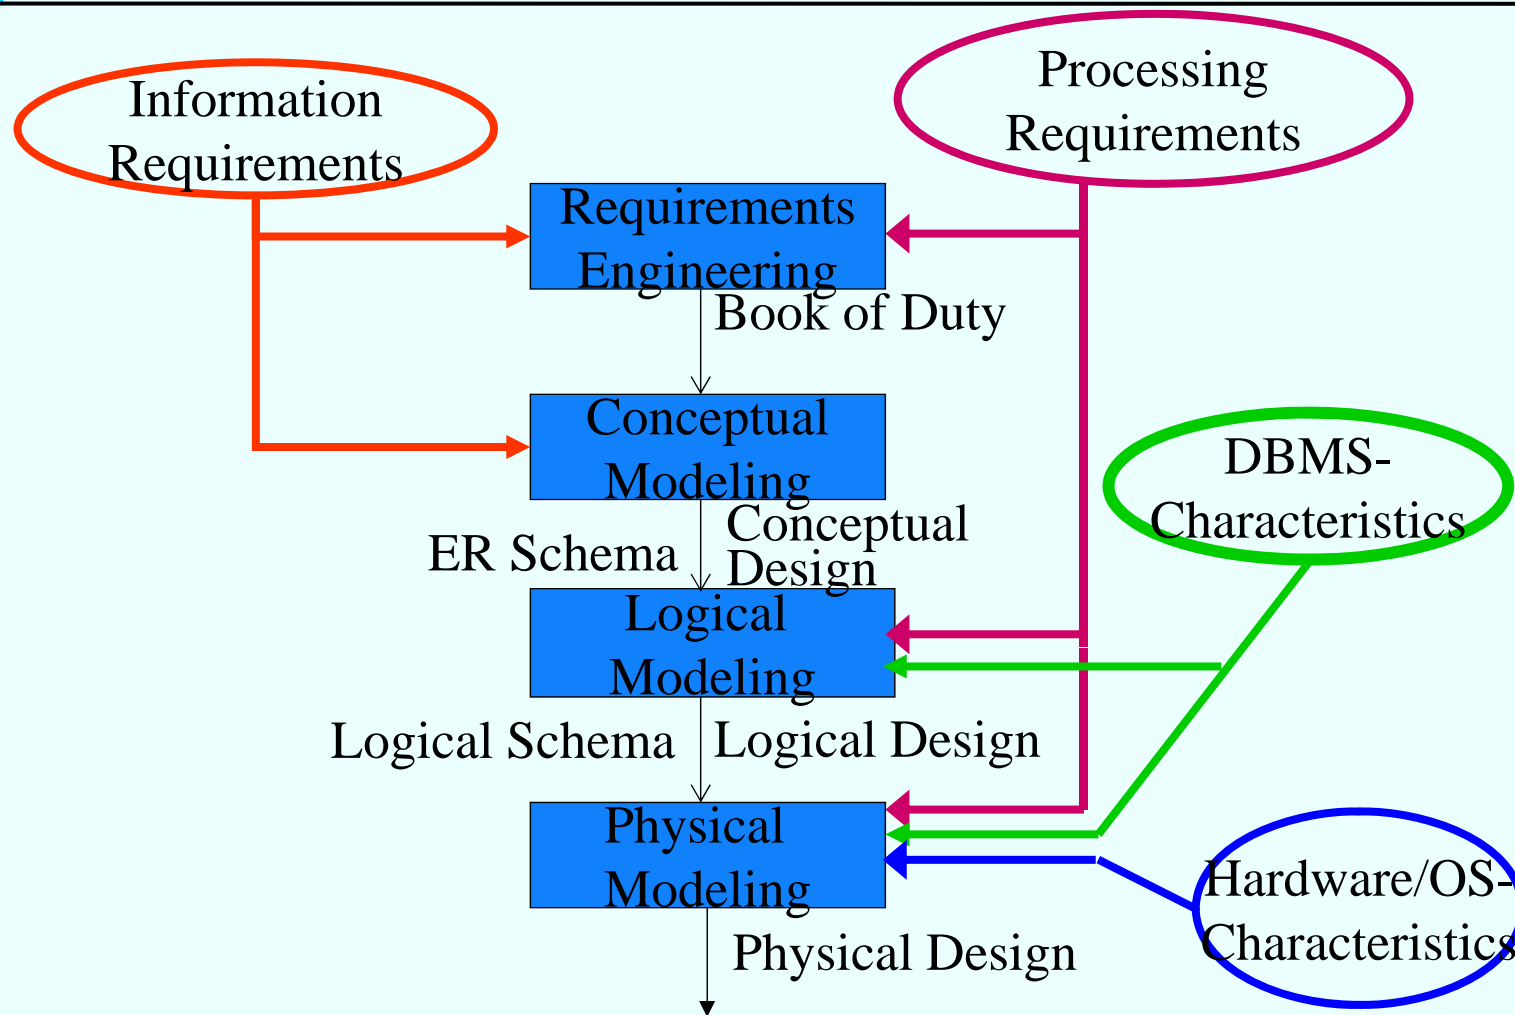 Information
Requirements
Processing
Requirements
Requirements
Engineering
Book of Duty
Conceptual
Modeling
DBMS-
Characteristics
ER Schema
Conceptual
Design
Logical
Modeling
Logical Schema
Logical Design
Physical
Modeling
Hardware/OS-
Characteristics
Physical Design